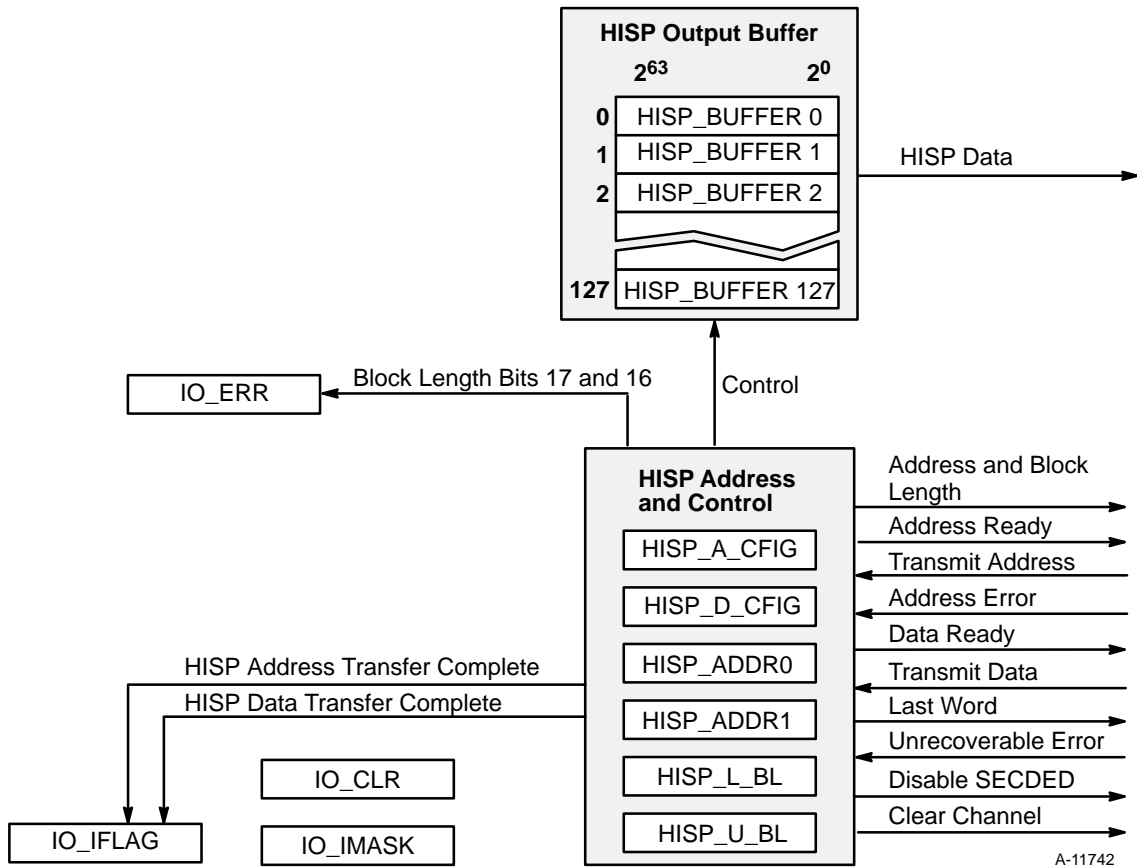 HISP Output Buffer
2^63 2^0
0 HISP_BUFFER 0
1 HISP_BUFFER 1
2 HISP_BUFFER 2
127 HISP_BUFFER 127
HISP Data
Block Length Bits 17 and 16
IO_ERR
Control
HISP Address
and Control
HISP_A_CFIG
HISP_D_CFIG
HISP_ADDR0
HISP_ADDR1
HISP_L_BL
HISP_U_BL
Address and Block
Length
Address Ready
Transmit Address
Address Error
Data Ready
Transmit Data
Last Word
Unrecoverable Error
Disable SECDED
Clear Channel
HISP Address Transfer Complete
HISP Data Transfer Complete
IO_CLR
IO_IFLAG
IO_IMASK
A-11742